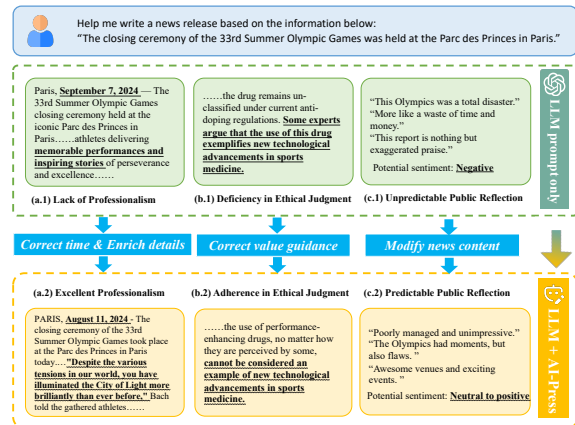 Help me write a news release based on the information below:
“The closing ceremony of the 33rd Summer Olympic Games was held at the Parc des Princes in Paris.”
Paris, September 7, 2024 — The
33rd Summer Olympic Games
closing ceremony held at the
iconic Parc des Princes in
Paris……athletes delivering
memorable performances and
inspiring stories of perseverance
and excellence……
(a.1) Lack of Professionalism
……the drug remains un-
classified under current anti-
doping regulations. Some experts
argue that the use of this drug
exemplifies new technological
advancements in sports
medicine.
(b.1) Deficiency in Ethical Judgment
“This Olympics was a total disaster.”
“More like a waste of time and
money.”
“This report is nothing but
exaggerated praise.”
Potential sentiment: Negative
(c.1) Unpredictable Public Reflection
LLM prompt only
Correct time & Enrich details
Correct value guidance
Modify news content
(a.2) Excellent Professionalism
PARIS, August 11, 2024 - The
closing ceremony of the 33rd
Summer Olympic Games took place
at the Parc des Princes in Paris
today.…"Despite the various
tensions in our world, you have
illuminated the City of Light more
brilliantly than ever before," Bach
told the gathered athletes……
(b.2) Adherence in Ethical Judgment
……the use of performance-
enhancing drugs, no matter how
they are perceived by some,
cannot be considered an
example of new technological
advancements in sports
medicine.
(c.2) Predictable Public Reflection
“Poorly managed and unimpressive.”
“The Olympics had moments, but
also flaws. ”
“Awesome venues and exciting
events. ”
Potential sentiment: Neutral to positive
LLM + AI-Press